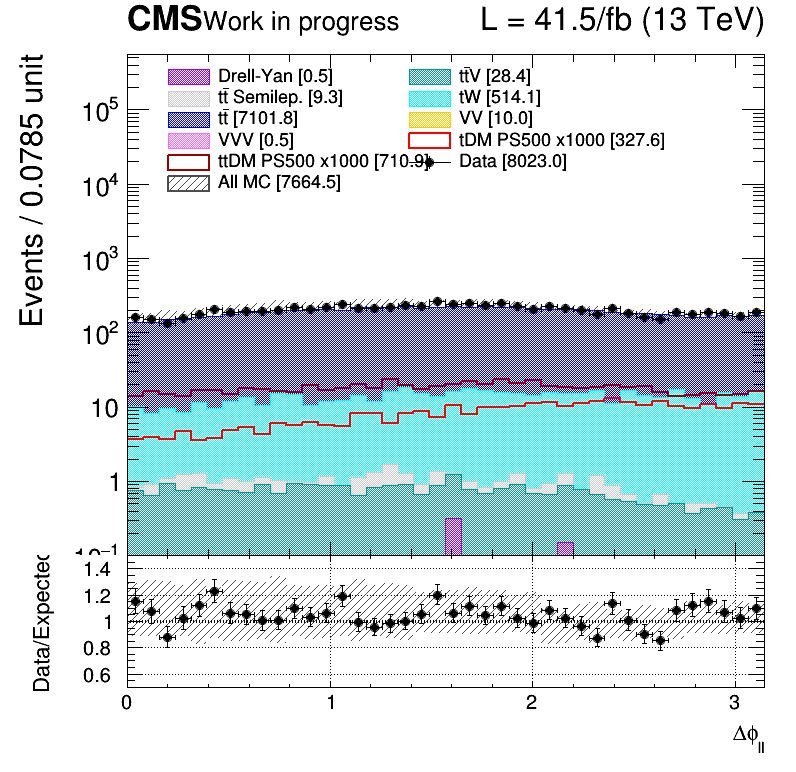 CMS Work in progress L = 41.5/fb (13 TeV)
Events / 0.0785 unit
Drell-Yan [0.5] tt̄V [28.4]
tt̄ Semilep. [9.3] tW [514.1]
tt̄ [7101.8] VV [10.0]
VVV [0.5] tDM PS500 x1000 [327.6]
ttDM PS500 x1000 [710.9] Data [8023.0]
All MC [7664.5]
10⁵
10⁴
10³
10²
10
1
10⁻¹
Data/Expected
1.4
1.2
1
0.8
0.6
0 1 2 3
Δϕ_ll